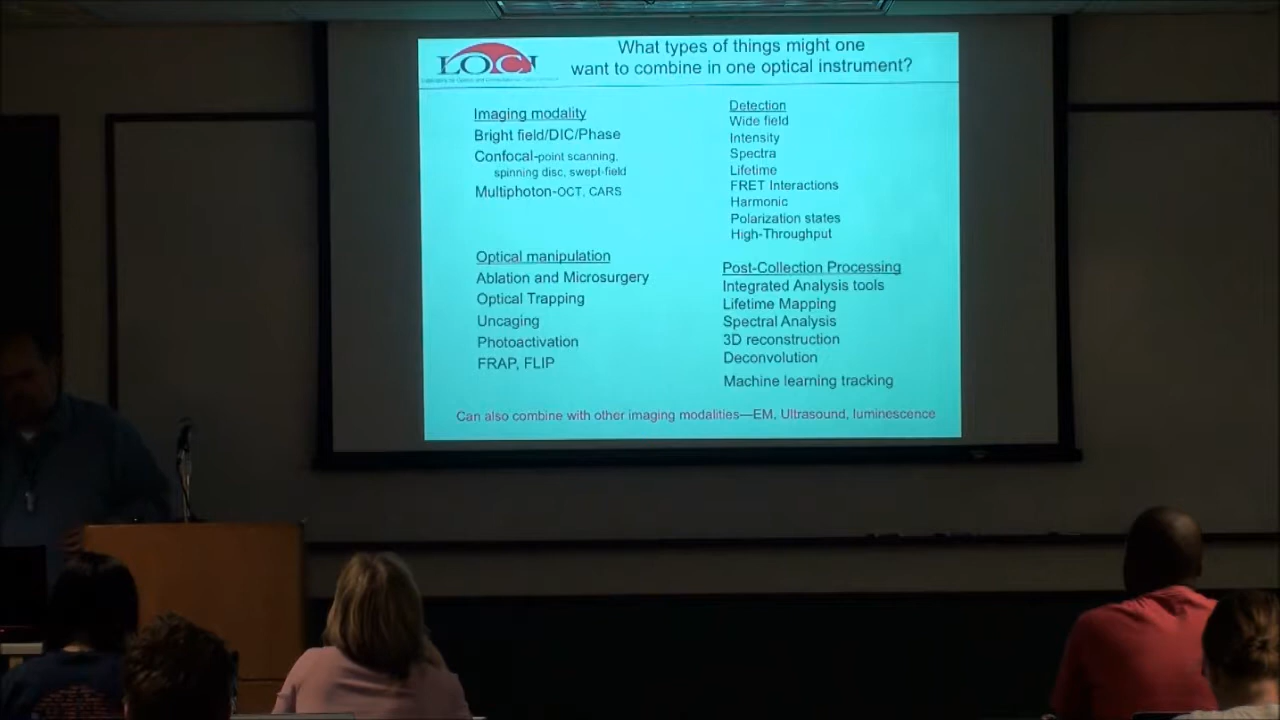 LOCI
What types of things might one
want to combine in one optical instrument?
Imaging modality
Bright field/DIC/Phase
Confocal-point scanning,
spinning disc, swept-field
Multiphoton-OCT, CARS
Detection
Wide field
Intensity
Spectra
Lifetime
FRET Interactions
Harmonic
Polarization states
High-Throughput
Optical manipulation
Ablation and Microsurgery
Optical Trapping
Uncaging
Photoactivation
FRAP, FLIP
Post-Collection Processing
Integrated Analysis tools
Lifetime Mapping
Spectral Analysis
3D reconstruction
Deconvolution
Machine learning tracking
Can also combine with other imaging modalities—EM, Ultrasound, luminescence